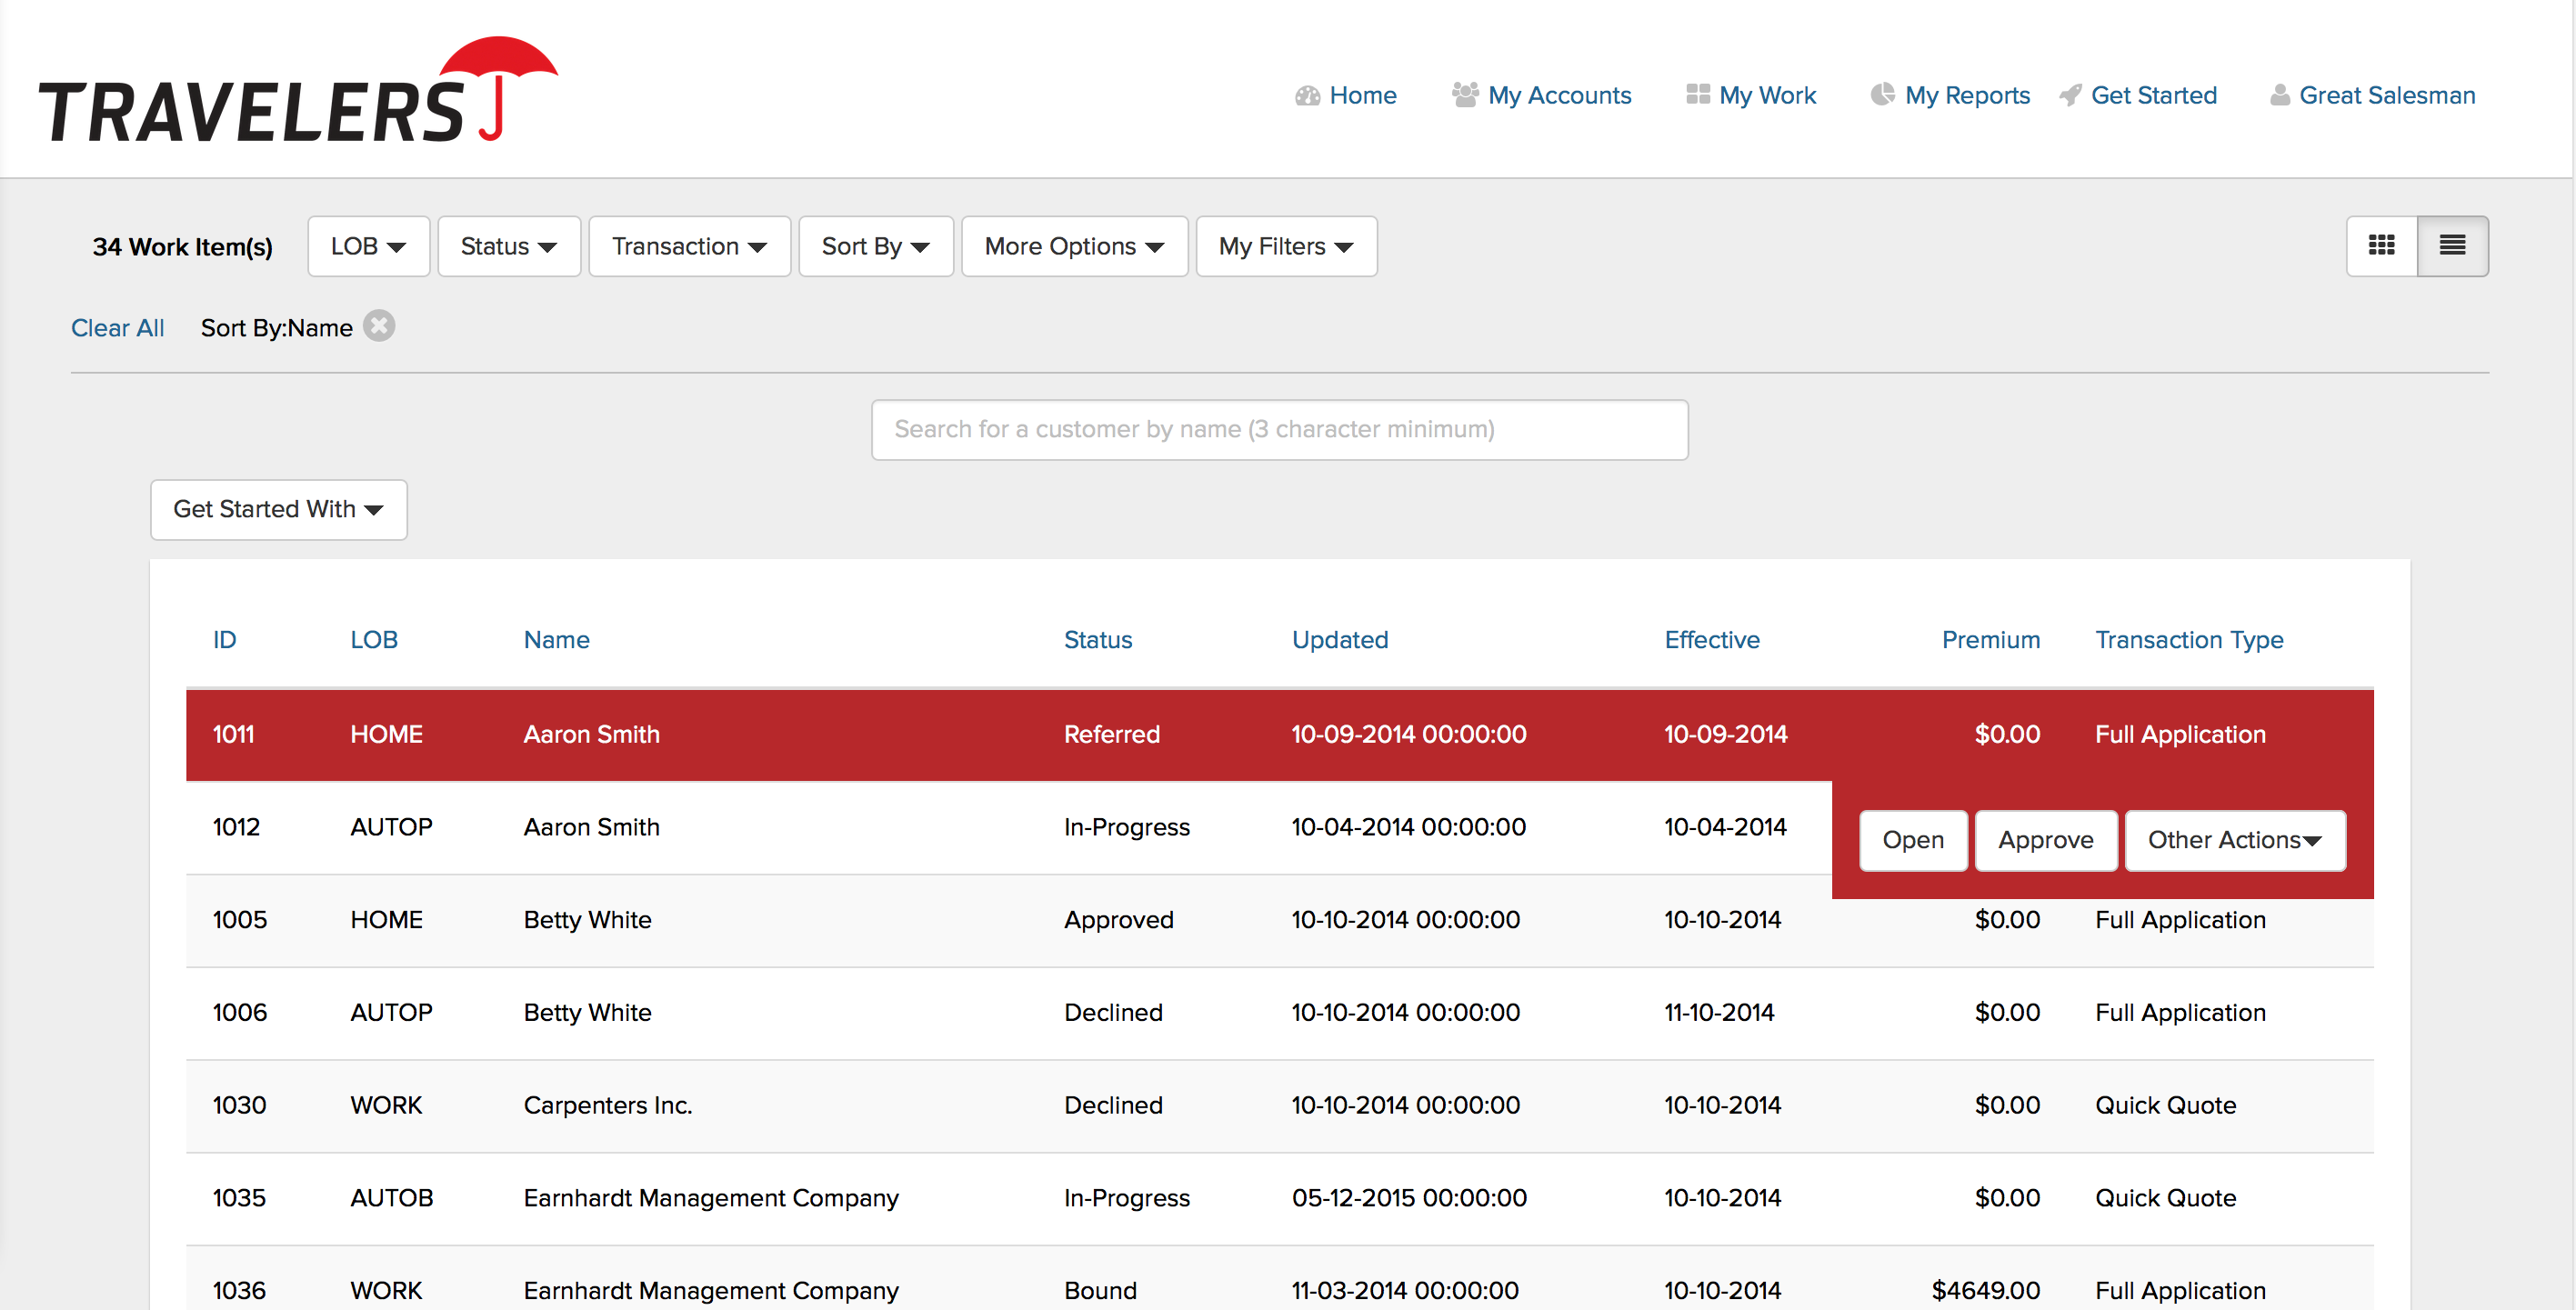 TRAVELERS
Home My Accounts My Work My Reports Get Started Great Salesman
34 Work Item(s) LOB Status Transaction Sort By More Options My Filters
Clear All Sort By:Name
Search for a customer by name (3 character minimum)
Get Started With
ID LOB Name Status Updated Effective Premium Transaction Type
1011 HOME Aaron Smith Referred 10-09-2014 00:00:00 10-09-2014 $0.00 Full Application
1012 AUTOP Aaron Smith In-Progress 10-04-2014 00:00:00 10-04-2014
Open Approve Other Actions
1005 HOME Betty White Approved 10-10-2014 00:00:00 10-10-2014 $0.00 Full Application
1006 AUTOP Betty White Declined 10-10-2014 00:00:00 11-10-2014 $0.00 Full Application
1030 WORK Carpenters Inc. Declined 10-10-2014 00:00:00 10-10-2014 $0.00 Quick Quote
1035 AUTOB Earnhardt Management Company In-Progress 05-12-2015 00:00:00 10-10-2014 $0.00 Quick Quote
1036 WORK Earnhardt Management Company Bound 11-03-2014 00:00:00 10-10-2014 $4649.00 Full Application